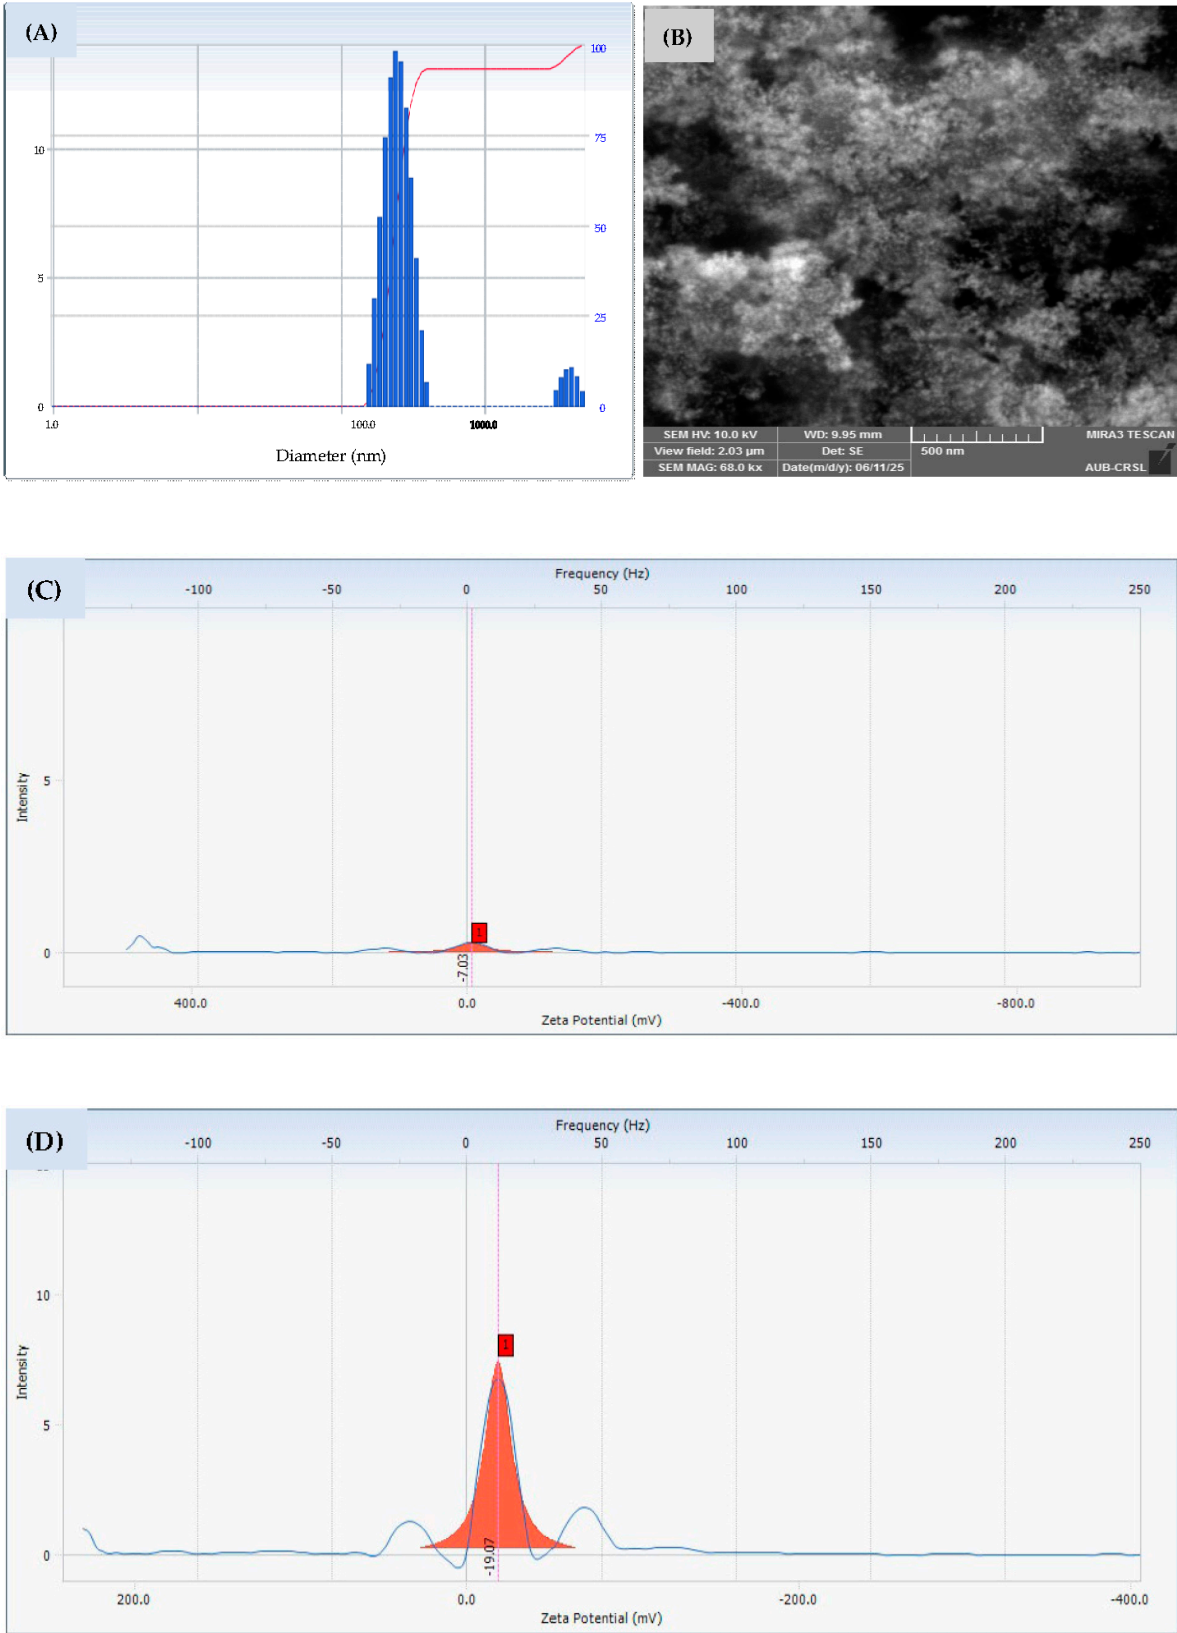 (A)
100
10
75
50
5
25
0
0
1.0
100.0
1000.0
Diameter (nm)
(B)
SEM HV: 10.0 kV
WD: 9.95 mm
MIRA3 TESCAN
View field: 2.03 µm
Det: SE
500 nm
SEM MAG: 68.0 kx
Date(m/d/y): 06/11/25
AUB-CRSL
(C)
Frequency (Hz)
-100 -50 0 50 100 150 200 250
Intensity
5
0
1
-7.03
400.0 0.0 -400.0 -800.0
Zeta Potential (mV)
(D)
Frequency (Hz)
-100 -50 0 50 100 150 200 250
Intensity
10
5
0
1
-19.07
200.0 0.0 -200.0 -400.0
Zeta Potential (mV)